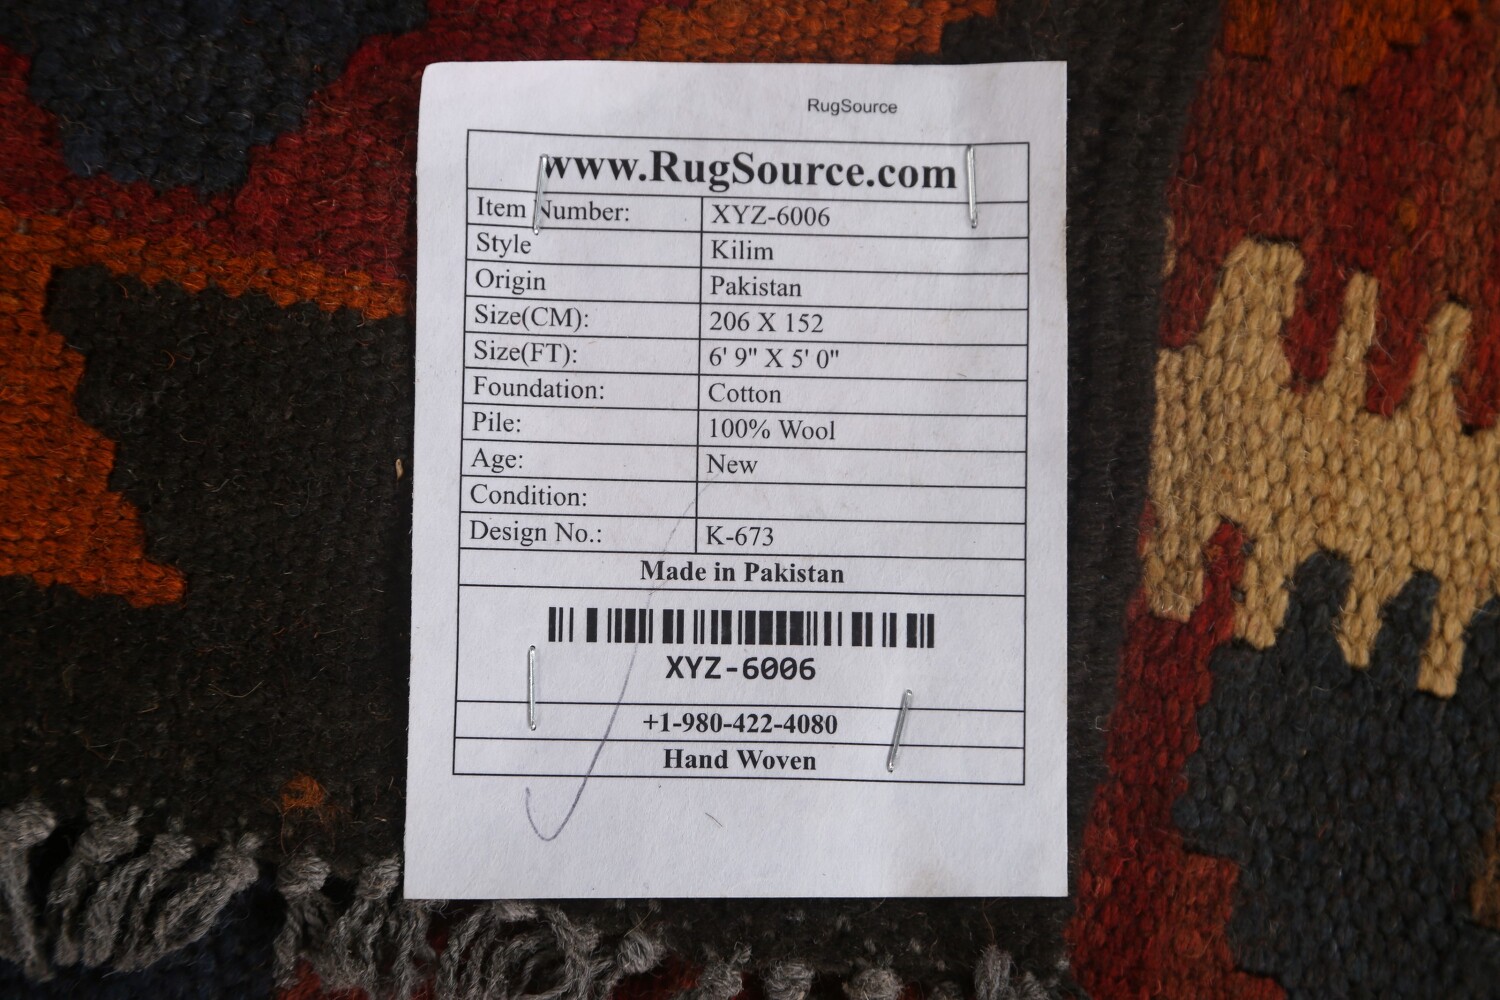 RugSource
www.RugSource.com
Item Number: XYZ-6006
Style Kilim
Origin Pakistan
Size(CM): 206 X 152
Size(FT): 6' 9" X 5' 0"
Foundation: Cotton
Pile: 100% Wool
Age: New
Condition:
Design No.: K-673
Made in Pakistan
XYZ-6006
+1-980-422-4080
Hand Woven